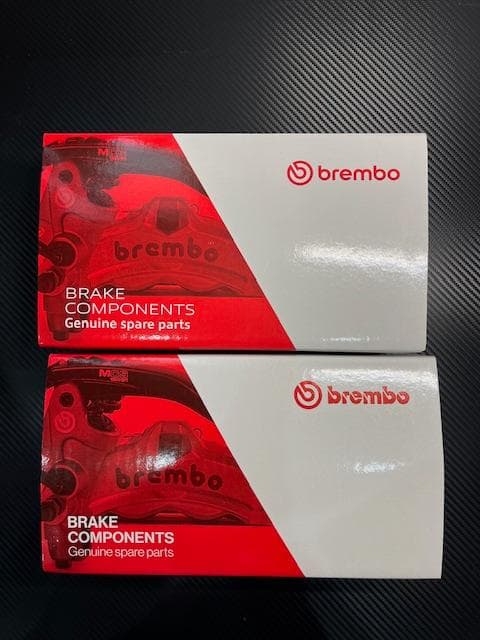 brembo
brembo
BRAKE
COMPONENTS
Genuine spare parts
brembo
brembo
BRAKE
COMPONENTS
Genuine spare parts